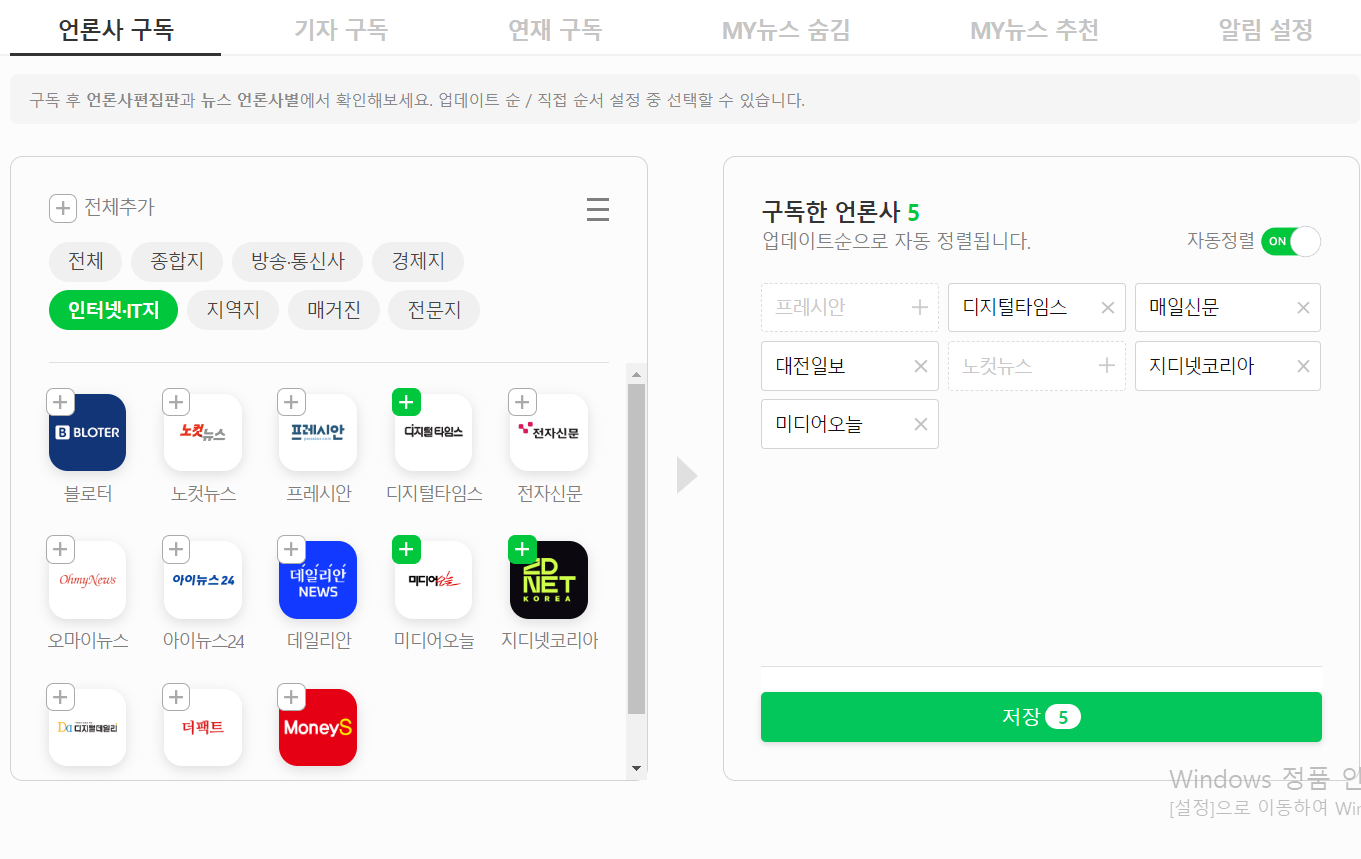 언론사 구독 기자 구독 연재 구독 MY뉴스 숨김 MY뉴스 추천 알림 설정
구독 후 언론사편집판과 뉴스 언론사별에서 확인해보세요. 업데이트 순 / 직접 순서 설정 중 선택할 수 있습니다.
전체추가
전체 종합지 방송·통신사 경제지
인터넷·IT지 지역지 매거진 전문지
B BLOTER 노컷뉴스 프레시안 디지털타임스 전자신문
블로터 노컷뉴스 프레시안 디지털타임스 전자신문
OhmyNews 아이뉴스24 데일리안 NEWS 미디어오늘 ZDNET KOREA
오마이뉴스 아이뉴스24 데일리안 미디어오늘 지디넷코리아
Dd 디지털데일리 더팩트 MoneyS
구독한 언론사 5
업데이트순으로 자동 정렬됩니다. 자동정렬 ON
프레시안 디지털타임스 매일신문
대전일보 노컷뉴스 지디넷코리아
미디어오늘
저장 5
Windows 정품 인
[설정]으로 이동하여 Win